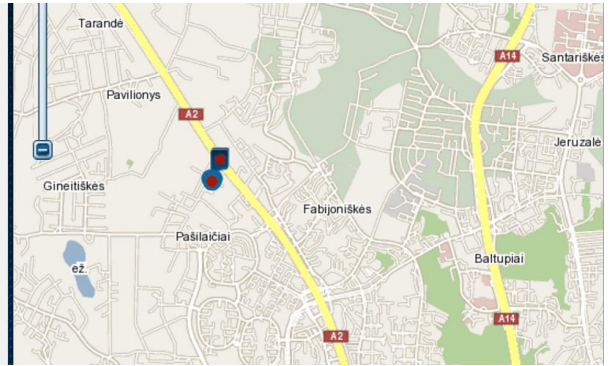 Tarandė
A14
Santariškės
Pavilionys
A2
Jeruzalė
Gineitiškės
Fabijoniškės
Pašilaičiai
Baltupiai
ež.
A14
A2